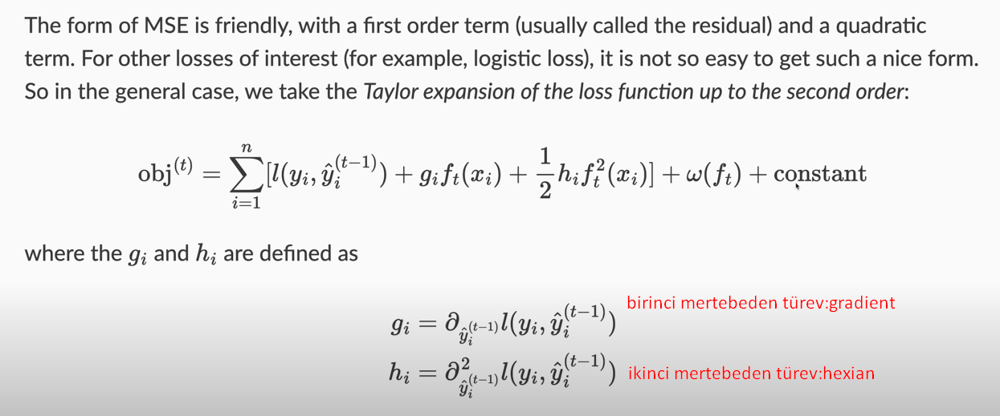 The form of MSE is friendly, with a first order term (usually called the residual) and a quadratic
term. For other losses of interest (for example, logistic loss), it is not so easy to get such a nice form.
So in the general case, we take the Taylor expansion of the loss function up to the second order:
obj^{(t)} = \sum_{i=1}^{n} [l(y_i, \hat{y}_i^{(t-1)}) + g_i f_t(x_i) + \frac{1}{2} h_i f_t^2(x_i)] + \omega(f_t) + constant
where the g_i and h_i are defined as
g_i = \partial_{\hat{y}_i^{(t-1)}} l(y_i, \hat{y}_i^{(t-1)}) birinci mertebeden türev:gradient
h_i = \partial^2_{\hat{y}_i^{(t-1)}} l(y_i, \hat{y}_i^{(t-1)}) ikinci mertebeden türev:hexian